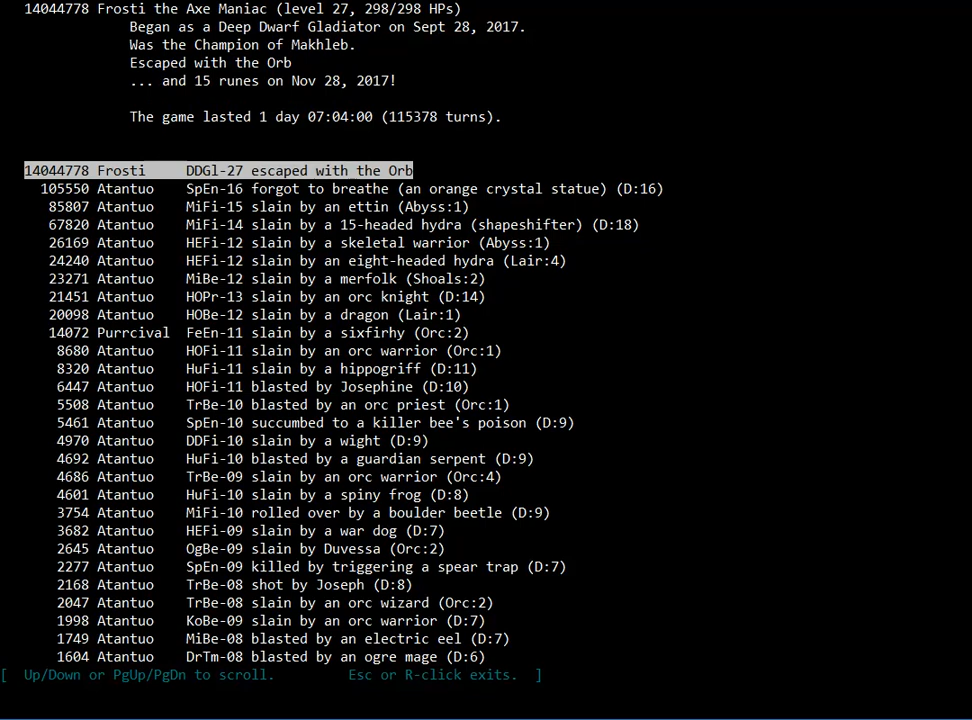 14044778 Frosti the Axe Maniac (level 27, 298/298 HPs)
Began as a Deep Dwarf Gladiator on Sept 28, 2017.
Was the Champion of Makhleb.
Escaped with the Orb
... and 15 runes on Nov 28, 2017!
The game lasted 1 day 07:04:00 (115378 turns).
14044778 Frosti DDGl-27 escaped with the Orb
105550 Atantuo SpEn-16 forgot to breathe (an orange crystal statue) (D:16)
85807 Atantuo MiFi-15 slain by an ettin (Abyss:1)
67820 Atantuo MiFi-14 slain by a 15-headed hydra (shapeshifter) (D:18)
26169 Atantuo HEFi-12 slain by a skeletal warrior (Abyss:1)
24240 Atantuo HEFi-12 slain by an eight-headed hydra (Lair:4)
23271 Atantuo MiBe-12 slain by a merfolk (Shoals:2)
21451 Atantuo HOPr-13 slain by an orc knight (D:14)
20098 Atantuo HOBe-12 slain by a dragon (Lair:1)
14072 Purrcival FeEn-11 slain by a sixfirhy (Orc:2)
8680 Atantuo HOFi-11 slain by an orc warrior (Orc:1)
8320 Atantuo HuFi-11 slain by a hippogriff (D:11)
6447 Atantuo HOFi-11 blasted by Josephine (D:10)
5508 Atantuo TrBe-10 blasted by an orc priest (Orc:1)
5461 Atantuo SpEn-10 succumbed to a killer bee's poison (D:9)
4970 Atantuo DDFi-10 slain by a wight (D:9)
4692 Atantuo HuFi-10 blasted by a guardian serpent (D:9)
4686 Atantuo TrBe-09 slain by an orc warrior (Orc:4)
4601 Atantuo HuFi-10 slain by a spiny frog (D:8)
3754 Atantuo MiFi-10 rolled over by a boulder beetle (D:9)
3682 Atantuo HEFi-09 slain by a war dog (D:7)
2645 Atantuo OgBe-09 slain by Duvessa (Orc:2)
2277 Atantuo SpEn-09 killed by triggering a spear trap (D:7)
2168 Atantuo TrBe-08 shot by Joseph (D:8)
2047 Atantuo TrBe-08 slain by an orc wizard (Orc:2)
1998 Atantuo KoBe-09 slain by an orc warrior (D:7)
1749 Atantuo MiBe-08 blasted by an electric eel (D:7)
1604 Atantuo DrTm-08 blasted by an ogre mage (D:6)
[ Up/Down or PgUp/PgDn to scroll. Esc or R-click exits. ]